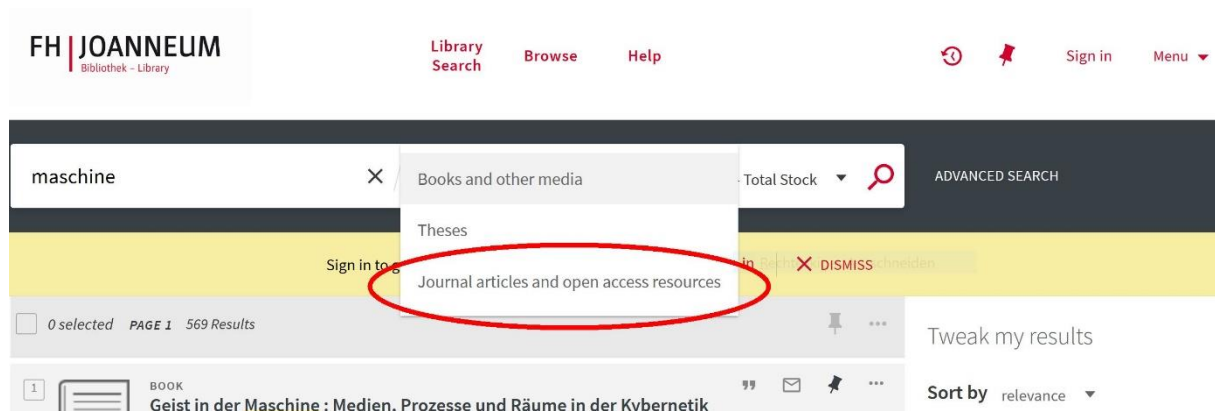 FH | JOANNEUM
Bibliothek – Library
Library
Search
Browse
Help
Sign in
Menu
maschine
Books and other media
Total Stock
ADVANCED SEARCH
Theses
Sign in to g
in
DISMISS
Journal articles and open access resources
0 selected PAGE 1 569 Results
Tweak my results
1
BOOK
Geist in der Maschine : Medien, Prozesse und Räume in der Kybernetik
Sort by relevance